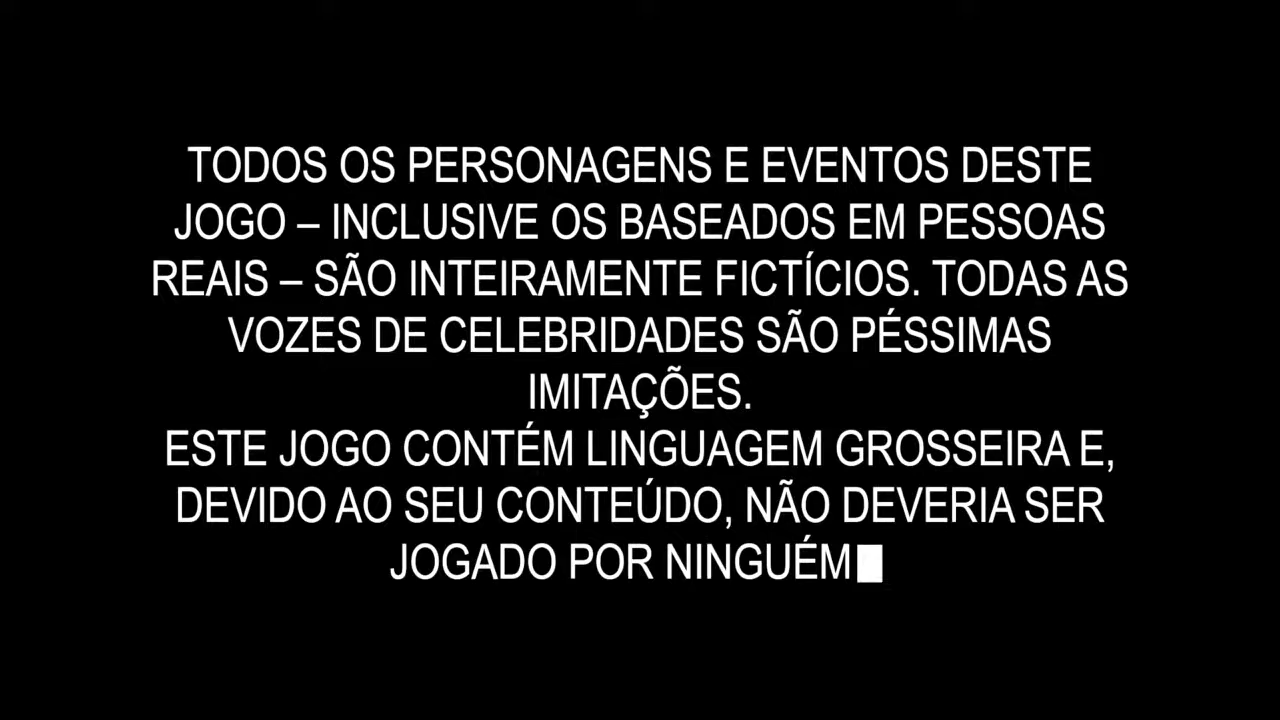 TODOS OS PERSONAGENS E EVENTOS DESTE
JOGO – INCLUSIVE OS BASEADOS EM PESSOAS
REAIS – SÃO INTEIRAMENTE FICTÍCIOS. TODAS AS
VOZES DE CELEBRIDADES SÃO PÉSSIMAS
IMITAÇÕES.
ESTE JOGO CONTÉM LINGUAGEM GROSSEIRA E,
DEVIDO AO SEU CONTEÚDO, NÃO DEVERIA SER
JOGADO POR NINGUÉM